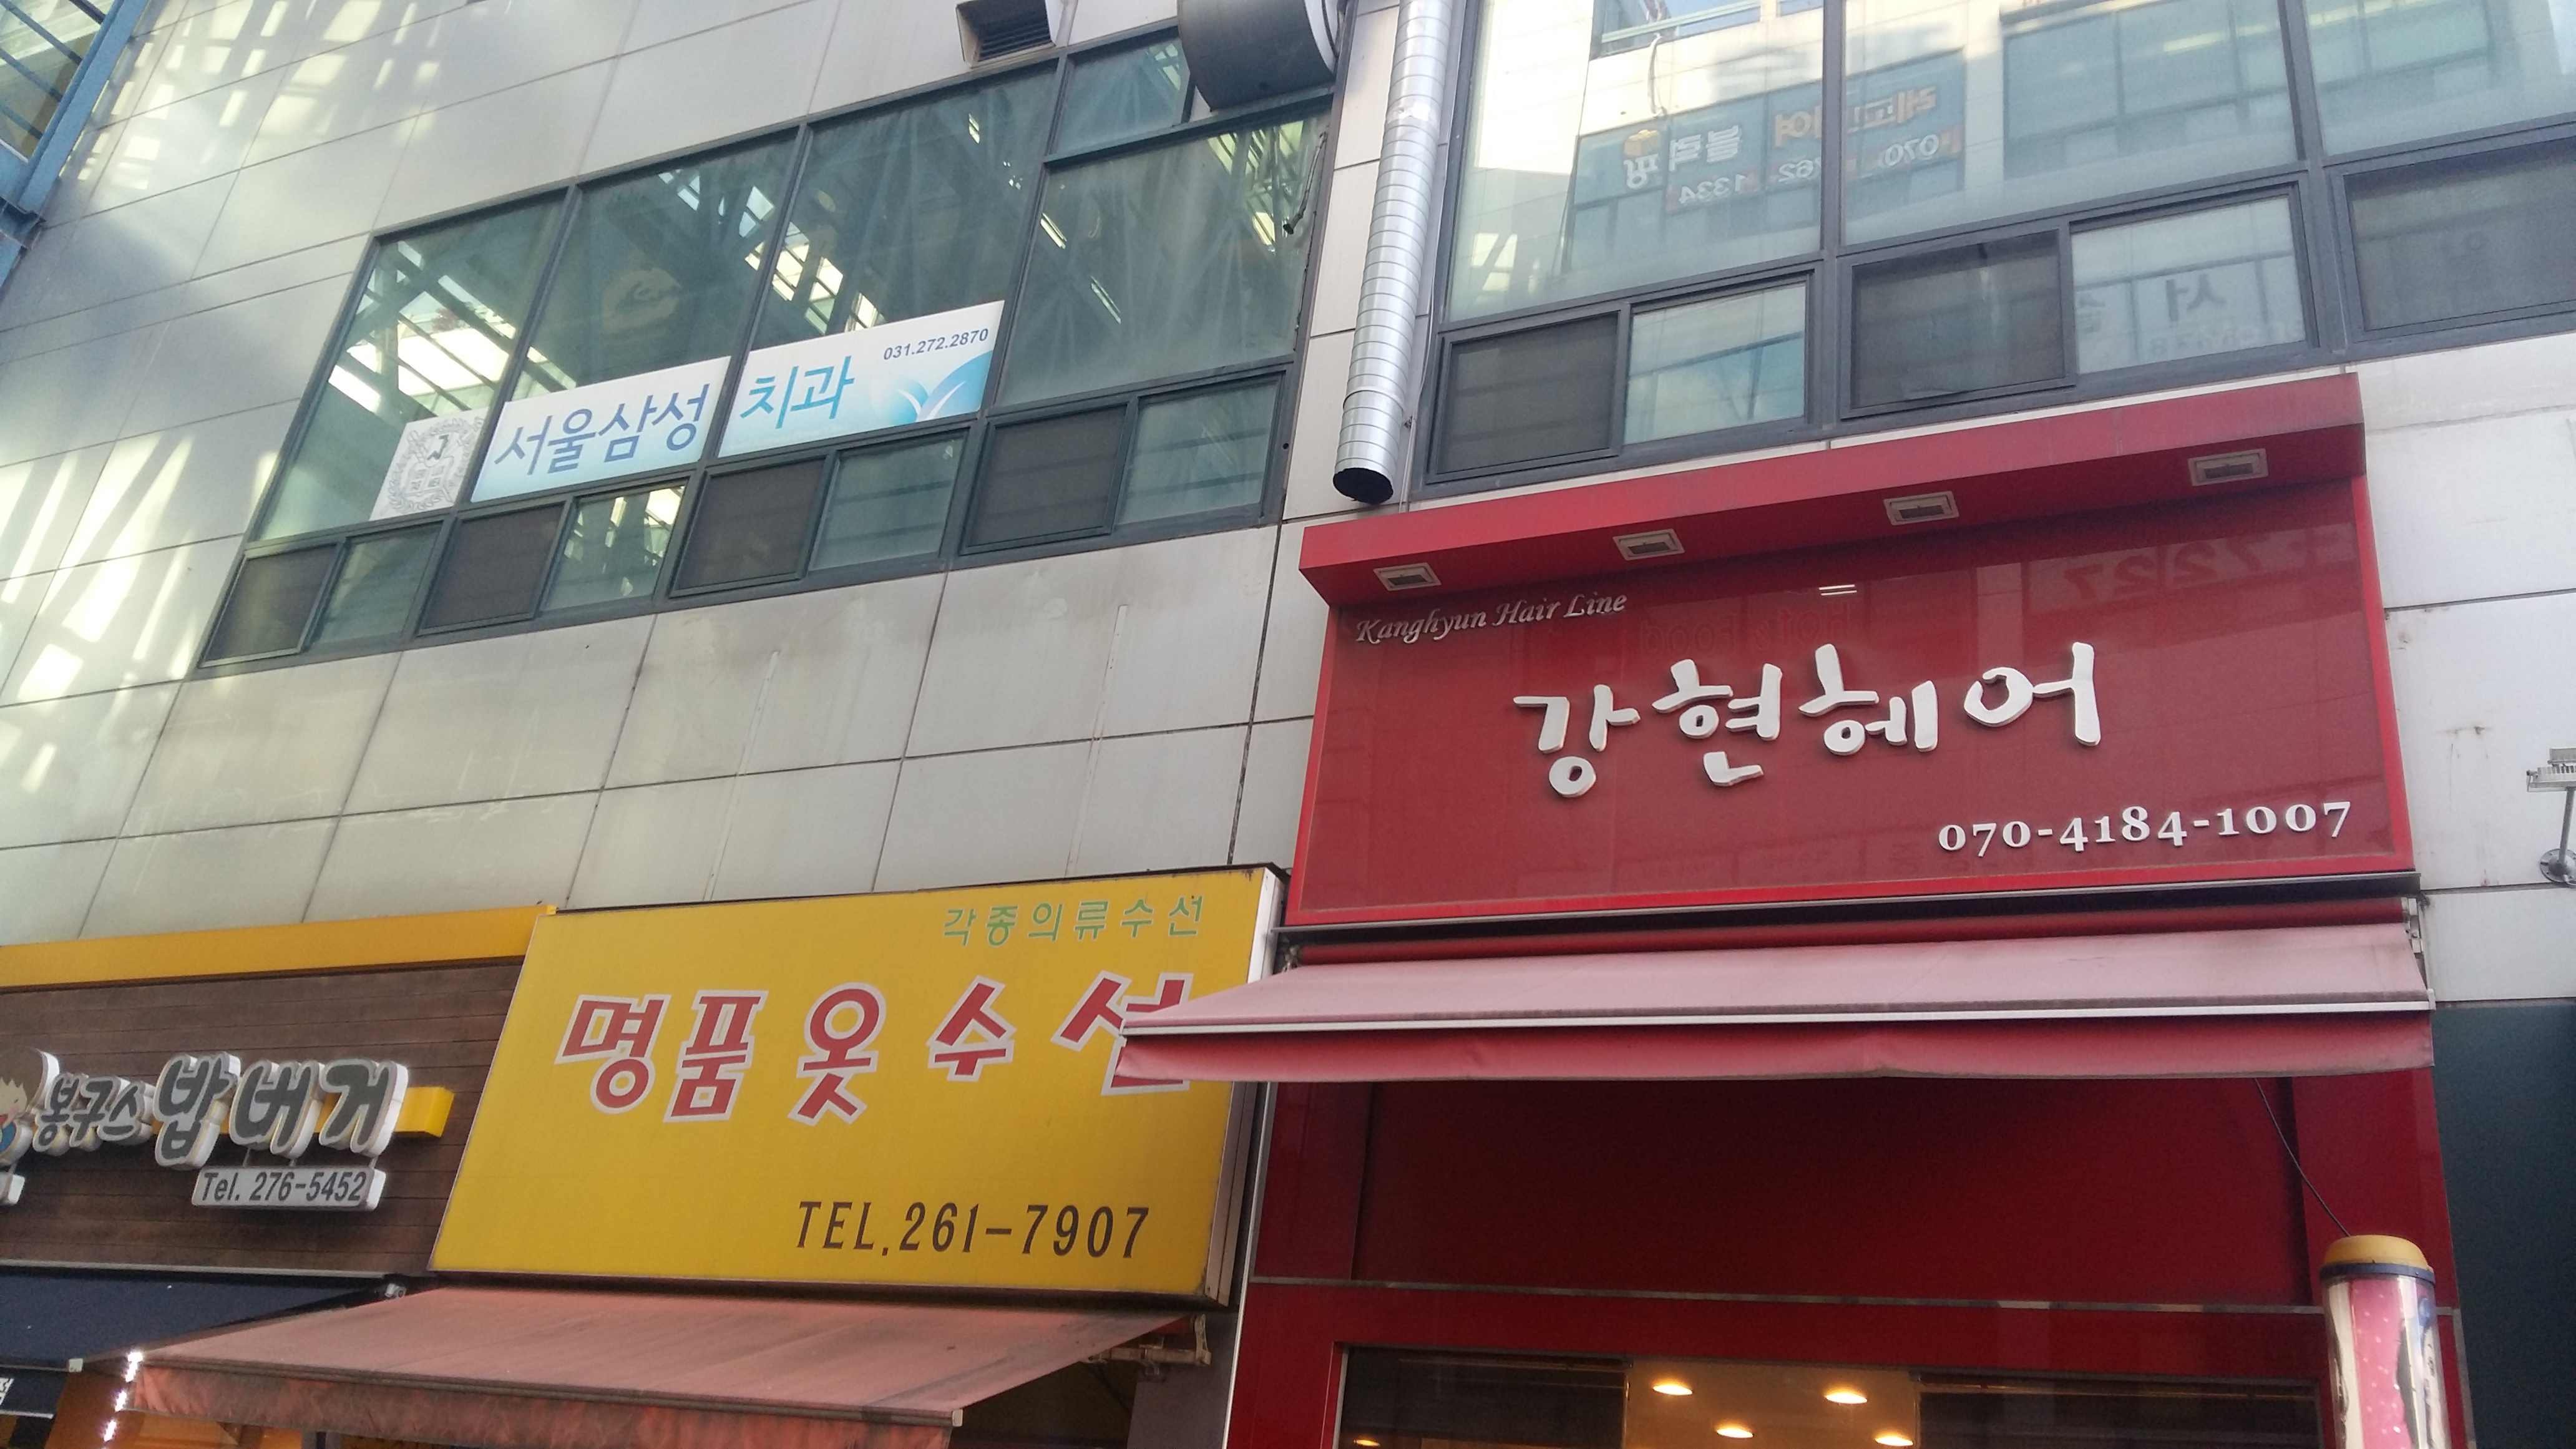 031.272.2870
서울삼성 치과
Kanghyun Hair Line
강현헤어
070-4184-1007
각종의류수선
명품옷수선
TEL.261-7907
봉구스밥버거
Tel. 276-5452